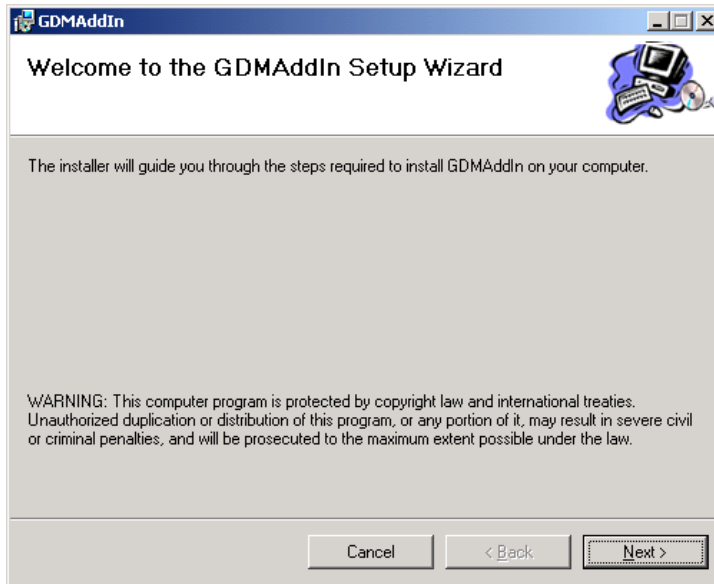 GDMAddIn
Welcome to the GDMAddIn Setup Wizard
The installer will guide you through the steps required to install GDMAddIn on your computer.
WARNING: This computer program is protected by copyright law and international treaties.
Unauthorized duplication or distribution of this program, or any portion of it, may result in severe civil
or criminal penalties, and will be prosecuted to the maximum extent possible under the law.
Cancel
< Back
Next >